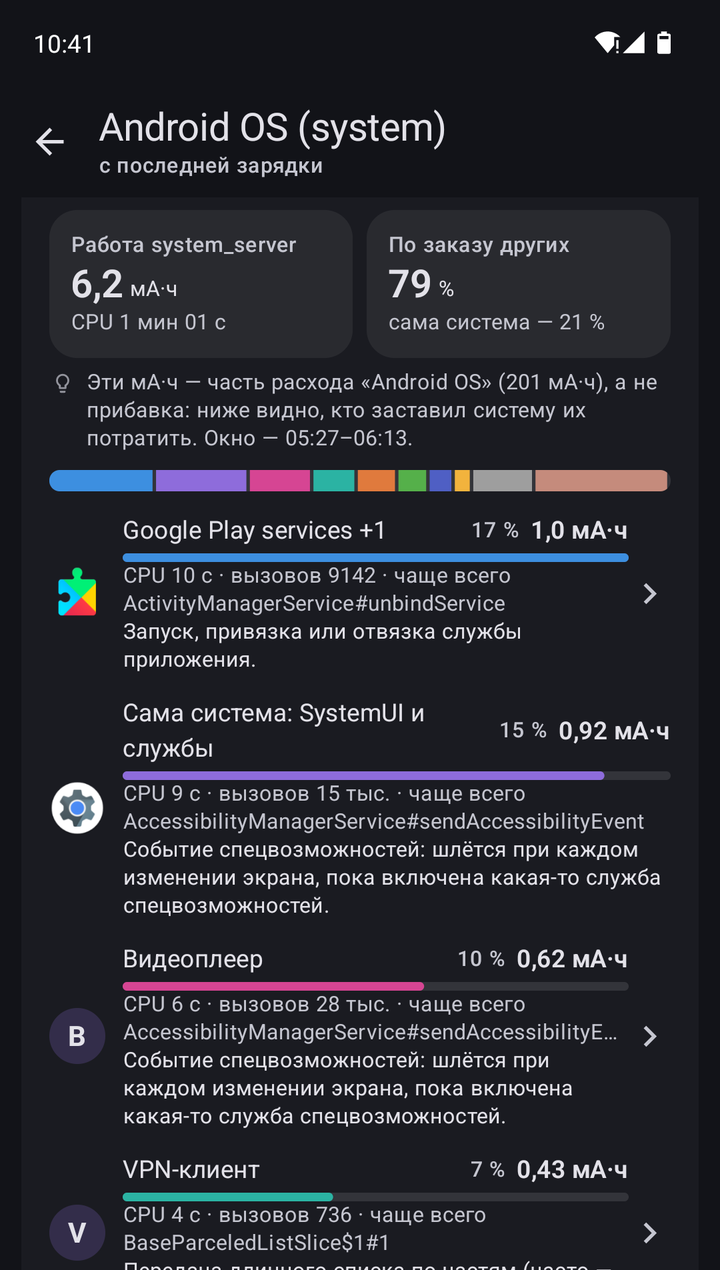 10:41
Android OS (system)
с последней зарядки
Работа system_server
6,2 мА·ч
CPU 1 мин 01 с
По заказу других
79 %
сама система — 21 %
Эти мА·ч — часть расхода «Android OS» (201 мА·ч), а не
прибавка: ниже видно, кто заставил систему их
потратить. Окно — 05:27–06:13.
Google Play services +1 17 % 1,0 мА·ч
CPU 10 с · вызовов 9142 · чаще всего
ActivityManagerService#unbindService
Запуск, привязка или отвязка службы
приложения.
Сама система: SystemUI и
службы
15 % 0,92 мА·ч
CPU 9 с · вызовов 15 тыс. · чаще всего
AccessibilityManagerService#sendAccessibilityEvent
Событие спецвозможностей: шлётся при каждом
изменении экрана, пока включена какая-то служба
спецвозможностей.
Видеоплеер 10 % 0,62 мА·ч
В
CPU 6 с · вызовов 28 тыс. · чаще всего
AccessibilityManagerService#sendAccessibilityE…
Событие спецвозможностей: шлётся при
каждом изменении экрана, пока включена
какая-то служба спецвозможностей.
VPN-клиент 7 % 0,43 мА·ч
V
CPU 4 с · вызовов 736 · чаще всего
BaseParceledListSlice$1#1
Передача длинного списка по частям (часто —